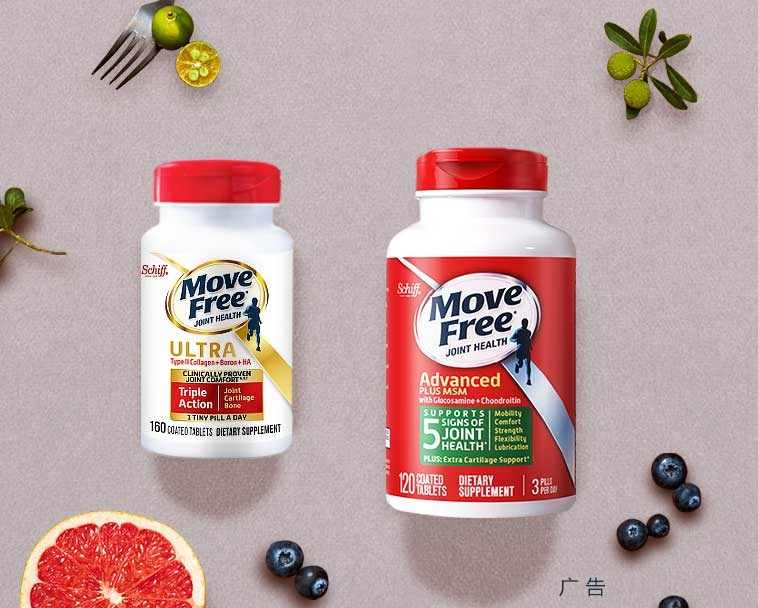 Schiff.
Move
Free
JOINT HEALTH
ULTRA
Type II Collagen + Boron + HA
CLINICALLY PROVEN
JOINT COMFORT
Triple
Action
Joint
Cartilage
Bone
1 TINY PILL A DAY
160 COATED TABLETS DIETARY SUPPLEMENT
Schiff.
Move
Free
JOINT HEALTH
Advanced
PLUS MSM
with Glucosamine + Chondroitin
SUPPORTS
5 SIGNS OF
JOINT
HEALTH*
Mobility
Comfort
Strength
Flexibility
Lubrication
PLUS: Extra Cartilage Support*
120 COATED
TABLETS
DIETARY
SUPPLEMENT
3 PILLS
PER DAY
广告